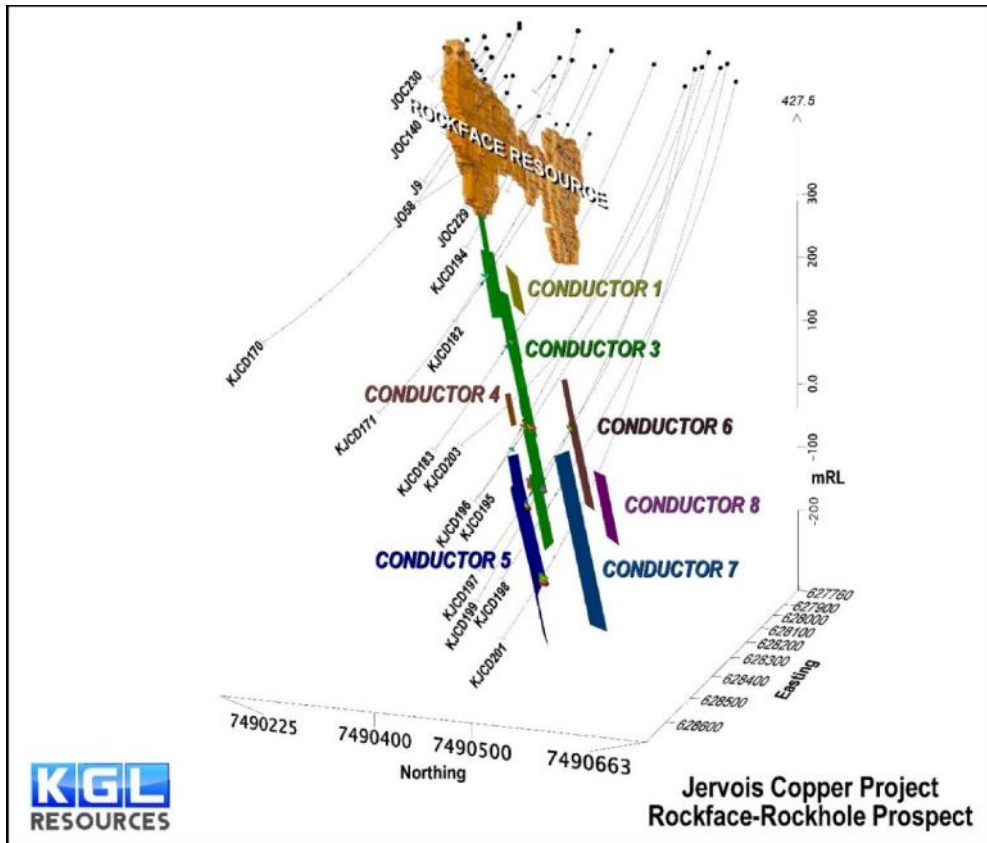 JOC230
427.5
JOC140
ROCKFACE RESOURCE
J9
JO58
300
JOC229
KJCD194
200
CONDUCTOR 1
100
KJCD182
KJCD170
CONDUCTOR 3
0.0
CONDUCTOR 4
KJCD171
CONDUCTOR 6
KJCD183
KJCD203
-100
mRL
KJCD196
KJCD195
CONDUCTOR 8
-200
CONDUCTOR 5
CONDUCTOR 7
KJCD197
KJCD198
KJCD199
KJCD201
627760
627900
628000
628100
628200
628300
628400
628500
628600
Easting
7490225
7490400
7490500
7490663
Northing
KGL
RESOURCES
Jervois Copper Project
Rockface-Rockhole Prospect